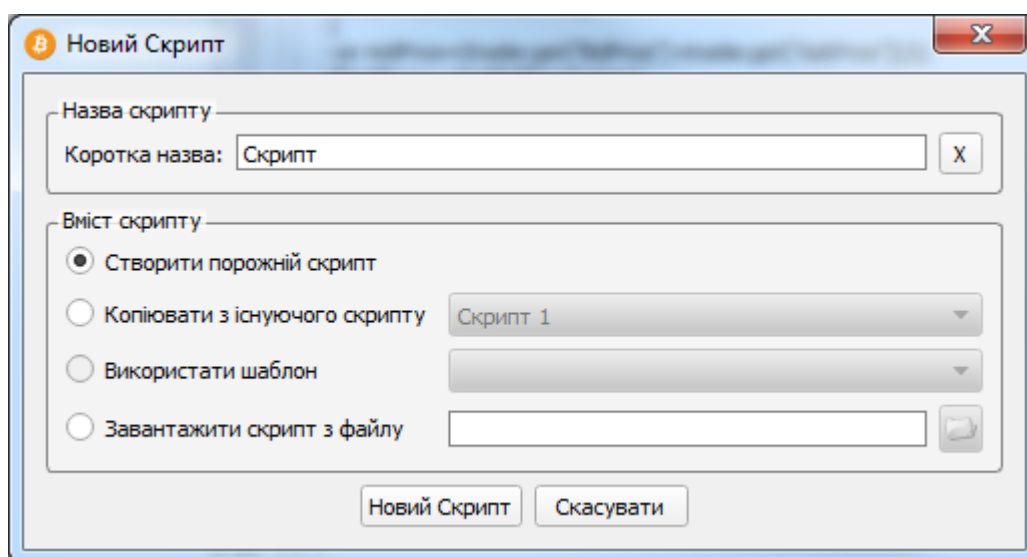 Новий Скрипт
Назва скрипту
Коротка назва: Скрипт X
Вміст скрипту
Створити порожній скрипт
Копіювати з існуючого скрипту Скрипт 1
Використати шаблон
Завантажити скрипт з файлу
Новий Скрипт Скасувати